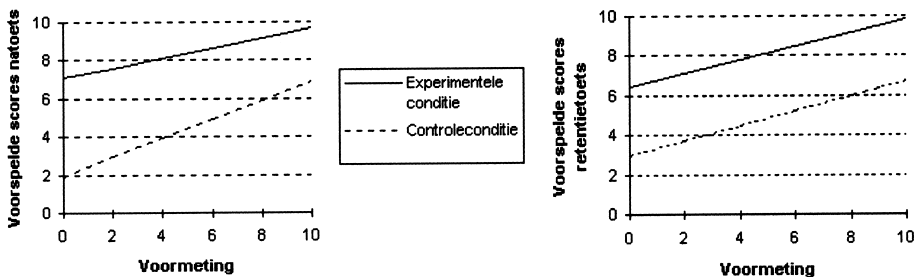 Voorspelde scores natoets
10
8
6
4
2
0
0 2 4 6 8 10
Voormeting
Experimentele
conditie
Controleconditie
Voorspelde scores
retentietoets
10
8
6
4
2
0
0 2 4 6 8 10
Voormeting